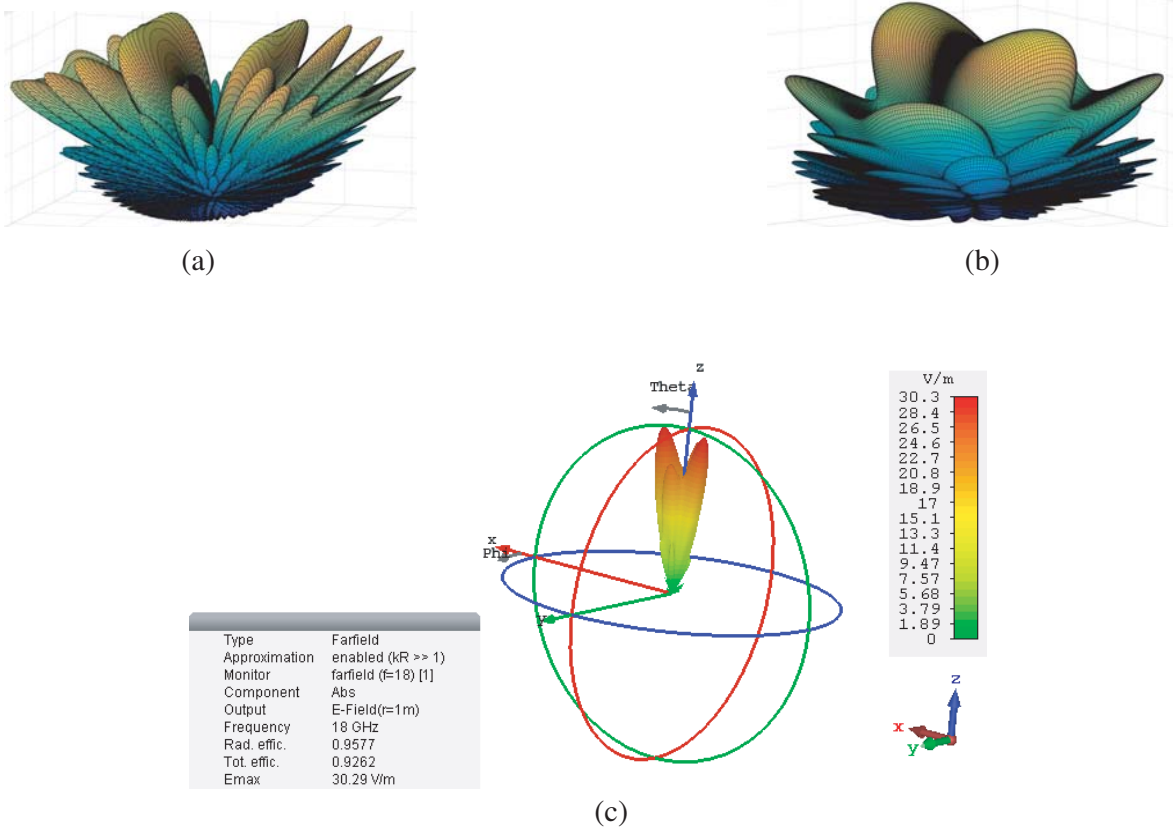 (a)
(b)
z
Theta
x
Phi
y
V/m
30.3
28.4
26.5
24.6
22.7
20.8
18.9
17
15.1
13.3
11.4
9.47
7.57
5.68
3.79
1.89
0
Type Farfield
Approximation enabled (kR >> 1)
Monitor farfield (f=18) [1]
Component Abs
Output E-Field(r=1m)
Frequency 18 GHz
Rad. effic. 0.9577
Tot. effic. 0.9262
Emax 30.29 V/m
z
x
y
(c)